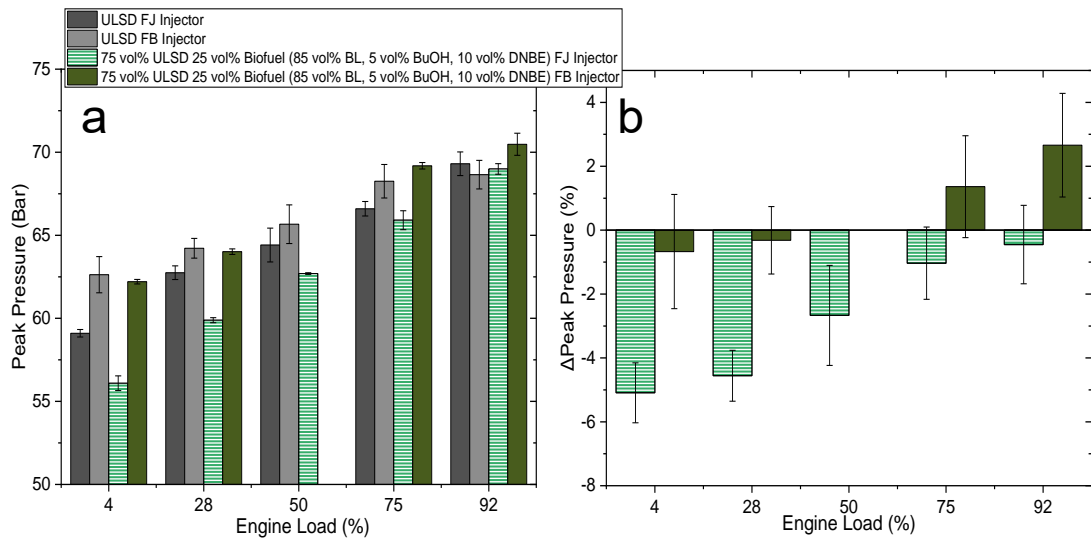 ULSD FJ Injector
ULSD FB Injector
75 vol% ULSD 25 vol% Biofuel (85 vol% BL, 5 vol% BuOH, 10 vol% DNBE) FJ Injector
75 vol% ULSD 25 vol% Biofuel (85 vol% BL, 5 vol% BuOH, 10 vol% DNBE) FB Injector
a
Peak Pressure (Bar)
75
70
65
60
55
50
4 28 50 75 92
Engine Load (%)
b
ΔPeak Pressure (%)
4
2
0
-2
-4
-6
-8
4 28 50 75 92
Engine Load (%)